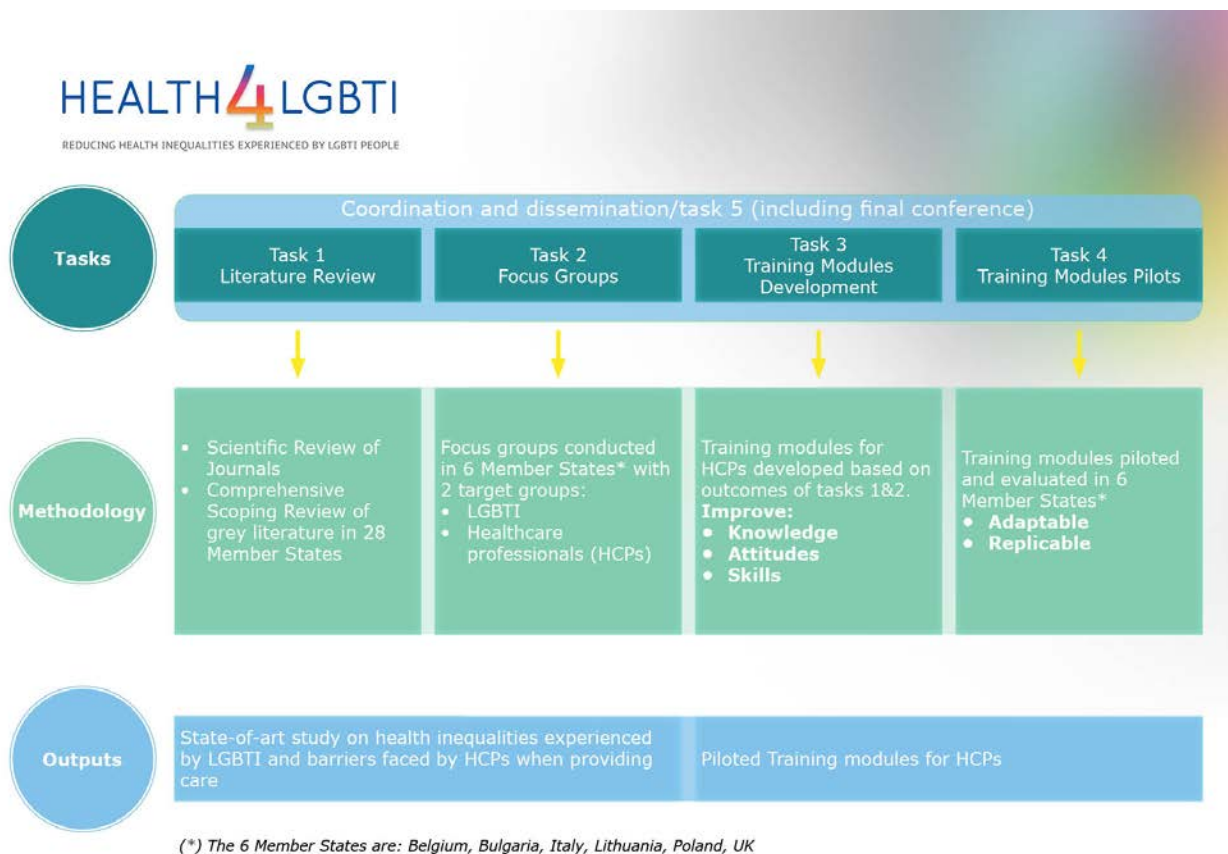 HEALTH4LGBTI
REDUCING HEALTH INEQUALITIES EXPERIENCED BY LGBTI PEOPLE
Tasks
Coordination and dissemination/task 5 (including final conference)
Task 1
Literature Review
Task 2
Focus Groups
Task 3
Training Modules
Development
Task 4
Training Modules Pilots
Methodology
• Scientific Review of
Journals
• Comprehensive
Scoping Review of
grey literature in 28
Member States
Focus groups conducted
in 6 Member States* with
2 target groups:
• LGBTI
• Healthcare
professionals (HCPs)
Training modules for
HCPs developed based on
outcomes of tasks 1&2.
Improve:
• Knowledge
• Attitudes
• Skills
Training modules piloted
and evaluated in 6
Member States*
• Adaptable
• Replicable
Outputs
State-of-art study on health inequalities experienced
by LGBTI and barriers faced by HCPs when providing
care
Piloted Training modules for HCPs
(*) The 6 Member States are: Belgium, Bulgaria, Italy, Lithuania, Poland, UK